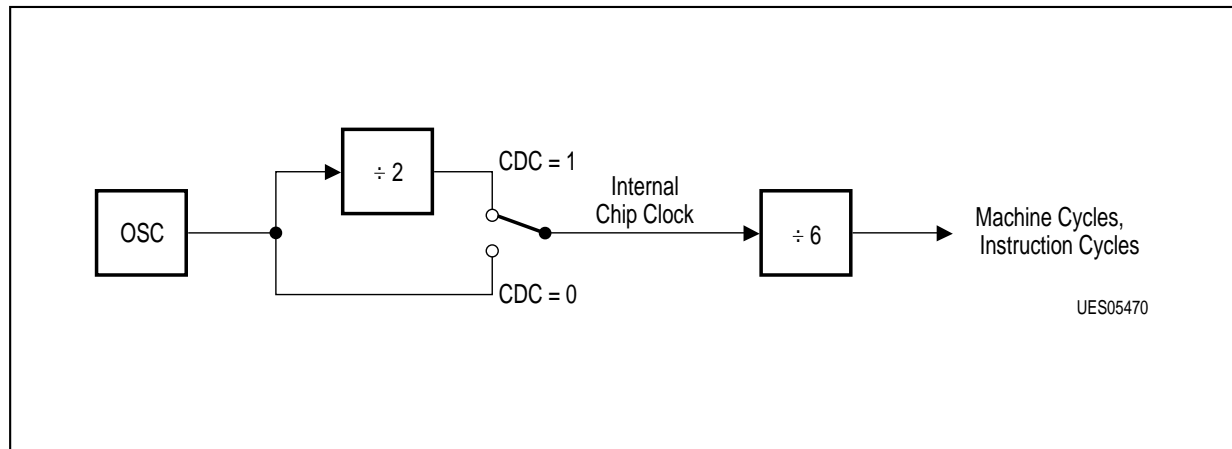 OSC
÷ 2
CDC = 1
CDC = 0
Internal
Chip Clock
÷ 6
Machine Cycles,
Instruction Cycles
UES05470